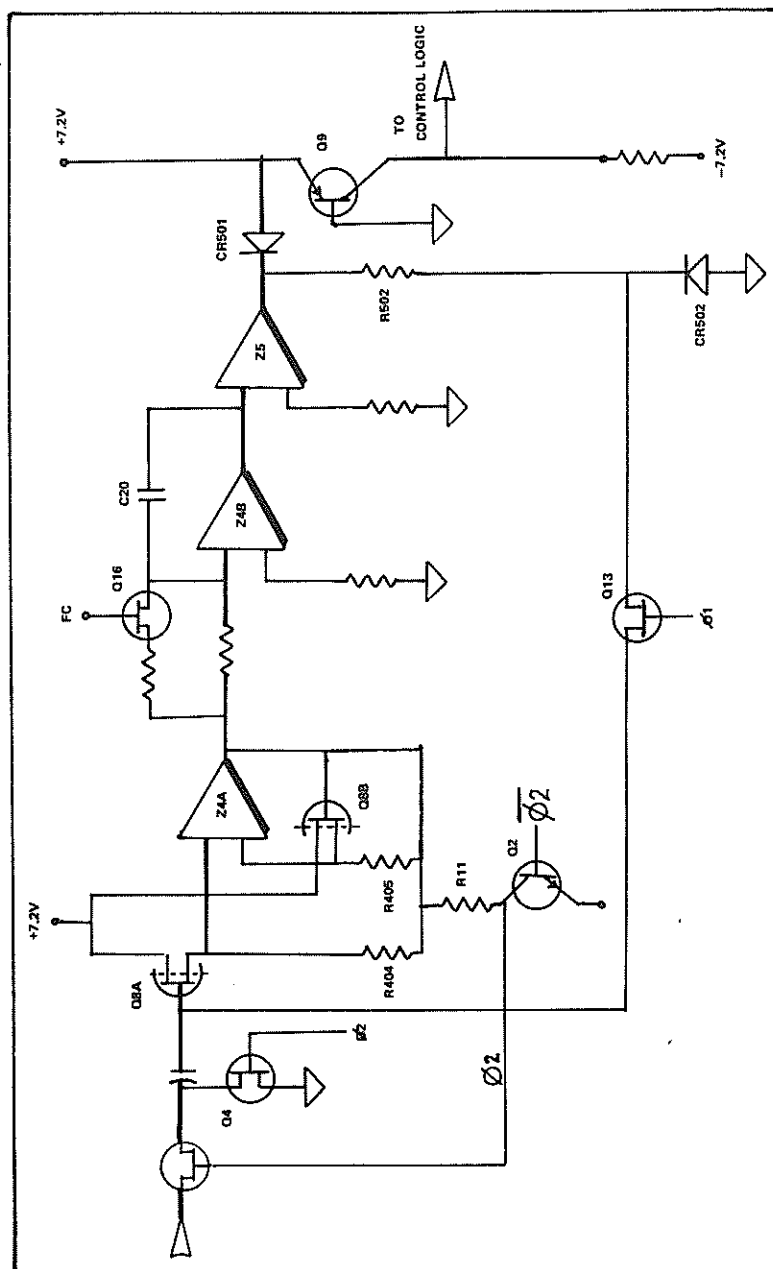 +7.2V
+7.2V
FC
Q8A
Q16
C20
Q4
Z4A
Z4B
Z5
CR501
Q9
ø2
Q8B
R404
R405
R502
TO
CONTROL LOGIC
R11
Ø2
Q2
Ø2̅
Q13
ø1
CR502
−7.2V